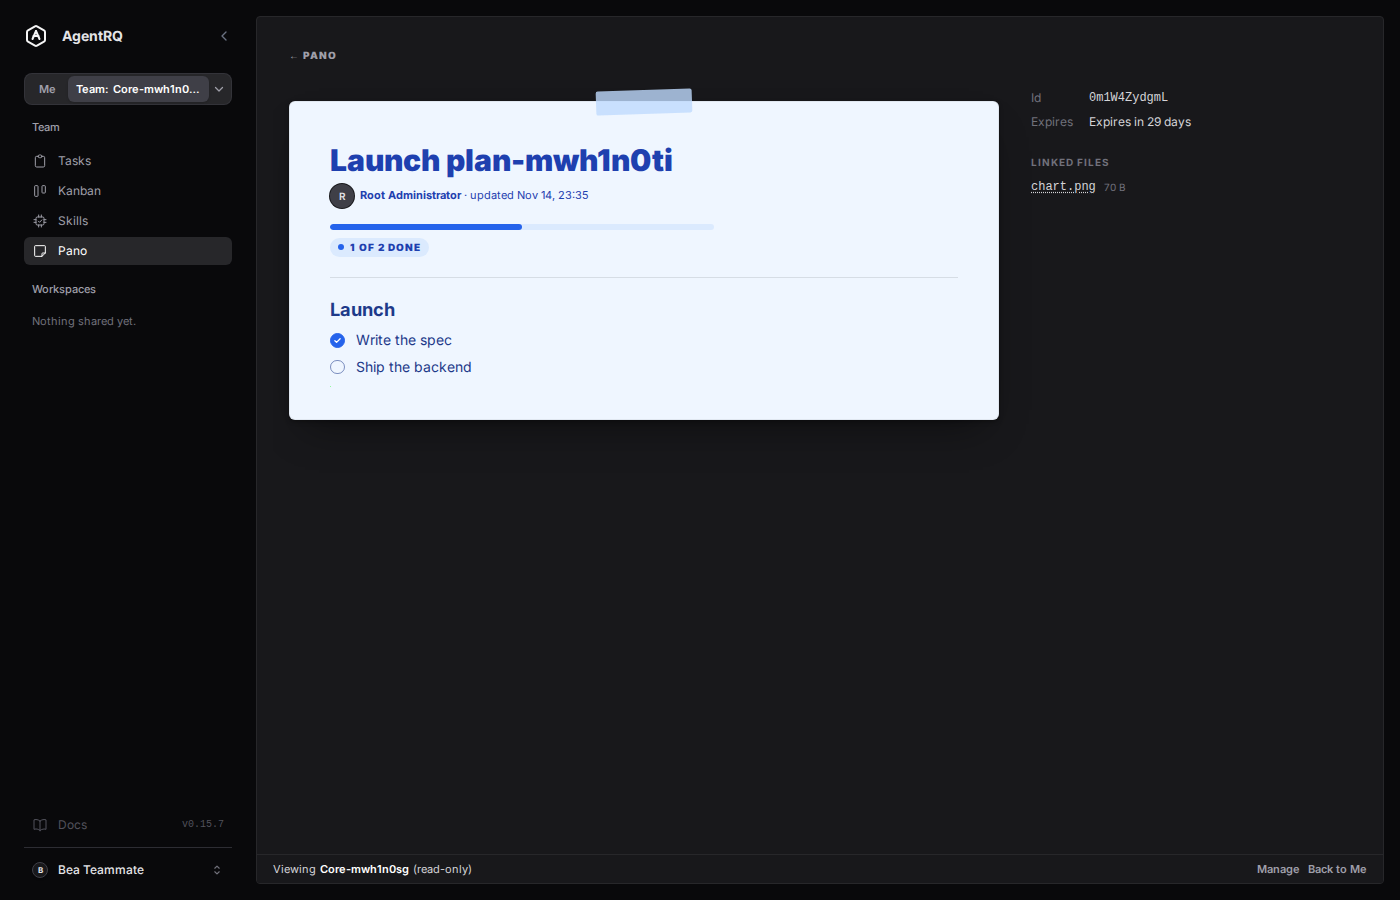 AgentRQ
Me
Team: Core-mwh1n0...
Team
Tasks
Kanban
Skills
Pano
Workspaces
Nothing shared yet.
Docs
v0.15.7
B
Bea Teammate
← PANO
Launch plan-mwh1n0ti
R
Root Administrator · updated Nov 14, 23:35
1 OF 2 DONE
Launch
Write the spec
Ship the backend
Id
0m1W4ZydgmL
Expires
Expires in 29 days
LINKED FILES
chart.png
70 B
Viewing Core-mwh1n0sg (read-only)
Manage
Back to Me